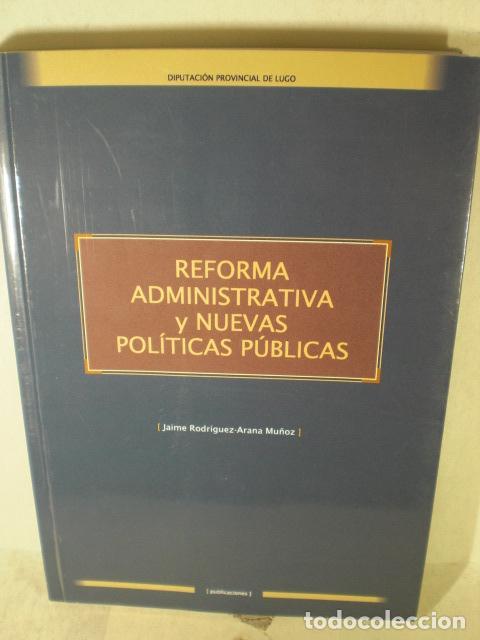 DIPUTACIÓN PROVINCIAL DE LUGO
REFORMA
ADMINISTRATIVA
y NUEVAS
POLÍTICAS PÚBLICAS
[ Jaime Rodríguez-Arana Muñoz ]
[ publicaciones ]
todocoleccion